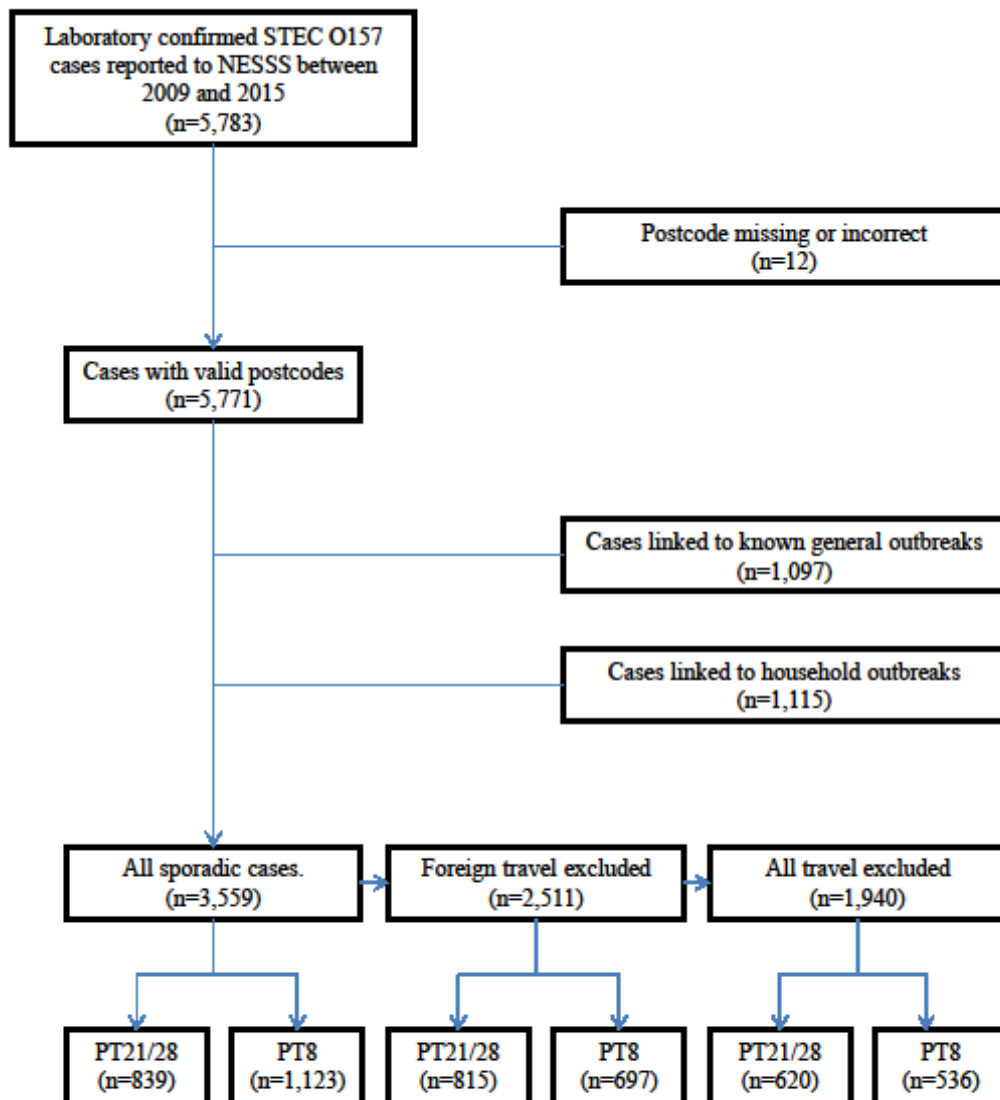 Laboratory confirmed STEC O157
cases reported to NESSS between
2009 and 2015
(n=5,783)
Postcode missing or incorrect
(n=12)
Cases with valid postcodes
(n=5,771)
Cases linked to known general outbreaks
(n=1,097)
Cases linked to household outbreaks
(n=1,115)
All sporadic cases.
(n=3,559)
Foreign travel excluded
(n=2,511)
All travel excluded
(n=1,940)
PT21/28
(n=839)
PT8
(n=1,123)
PT21/28
(n=815)
PT8
(n=697)
PT21/28
(n=620)
PT8
(n=536)